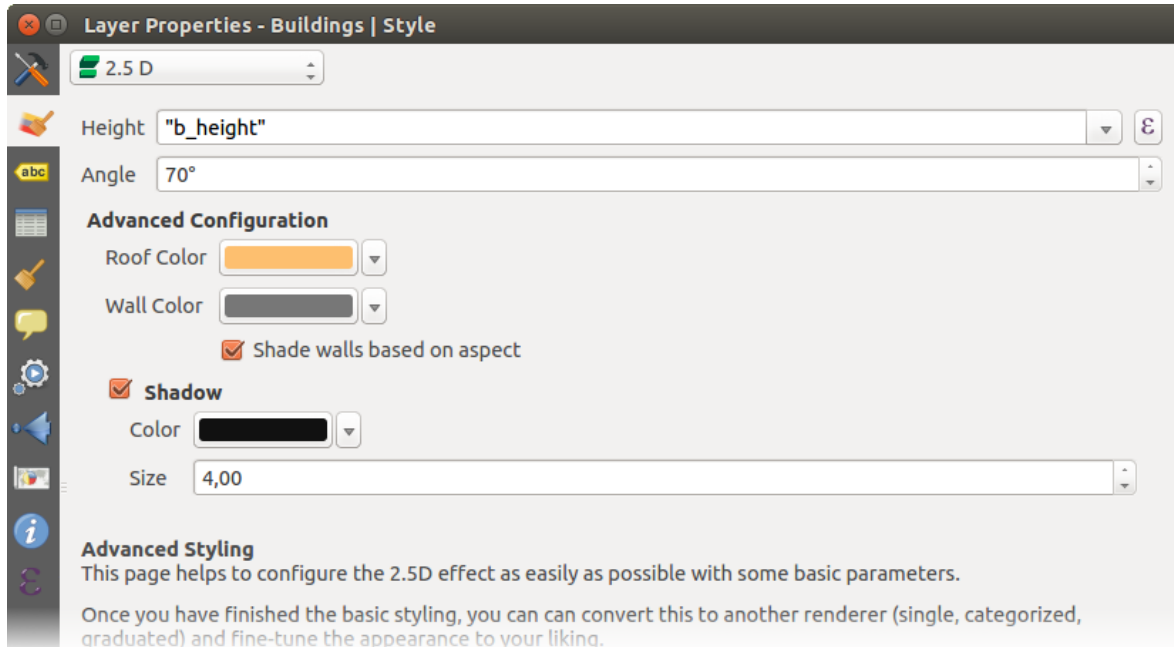 Layer Properties - Buildings | Style
2.5 D
Height "b_height" ε
abc
Angle 70°
Advanced Configuration
Roof Color
Wall Color
Shade walls based on aspect
Shadow
Color
Size 4,00
i
Advanced Styling
This page helps to configure the 2.5D effect as easily as possible with some basic parameters.
ε
Once you have finished the basic styling, you can can convert this to another renderer (single, categorized,
graduated) and fine-tune the appearance to your liking.